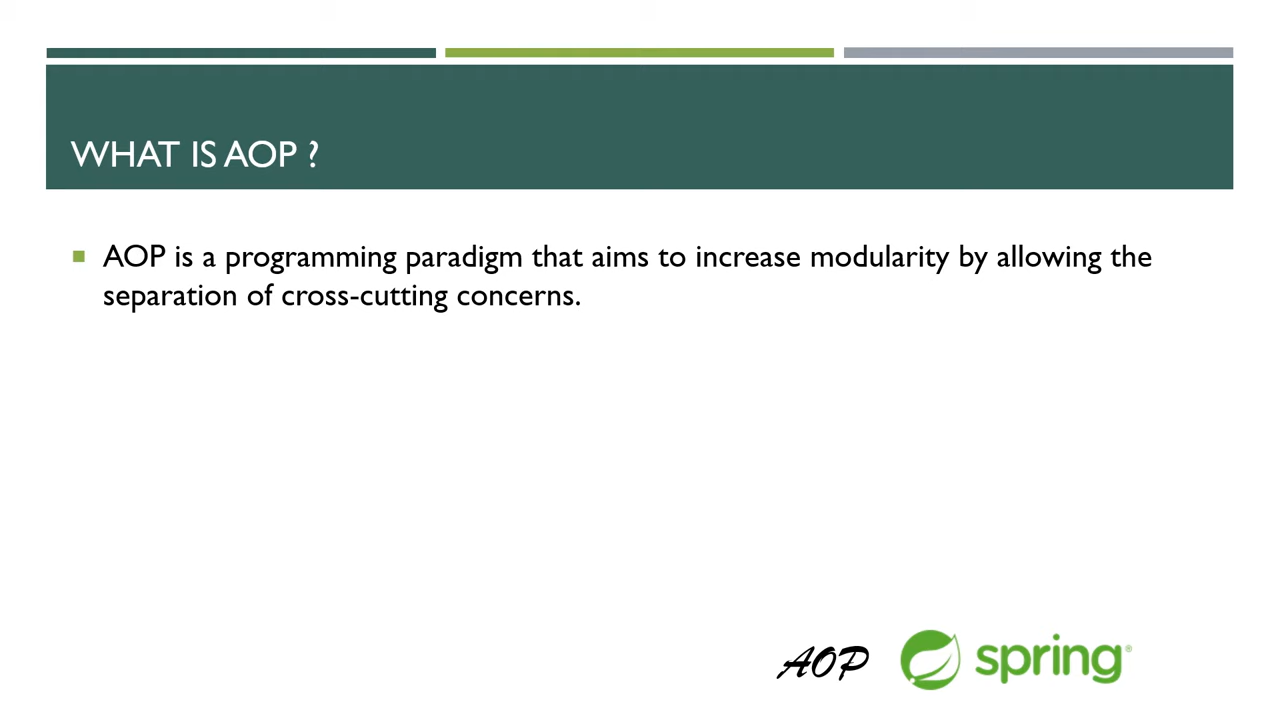 WHAT IS AOP ?
AOP is a programming paradigm that aims to increase modularity by allowing the
separation of cross-cutting concerns.
AOP
spring®